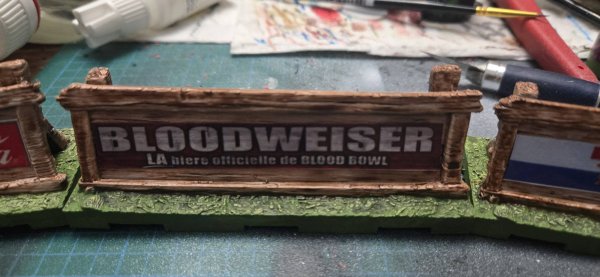 BLOODWEISER
LA biere officielle de BLOOD BOWL